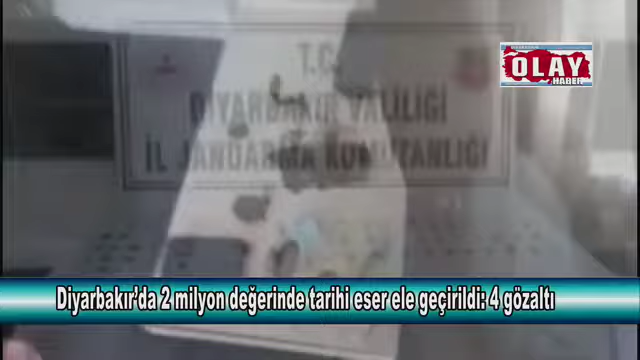 OLAY
HABER
T.C.
DİYARBAKIR VALİLİĞİ
İL JANDARMA KOMUTANLIĞI
Diyarbakır'da 2 milyon değerinde tarihi eser ele geçirildi: 4 gözaltı